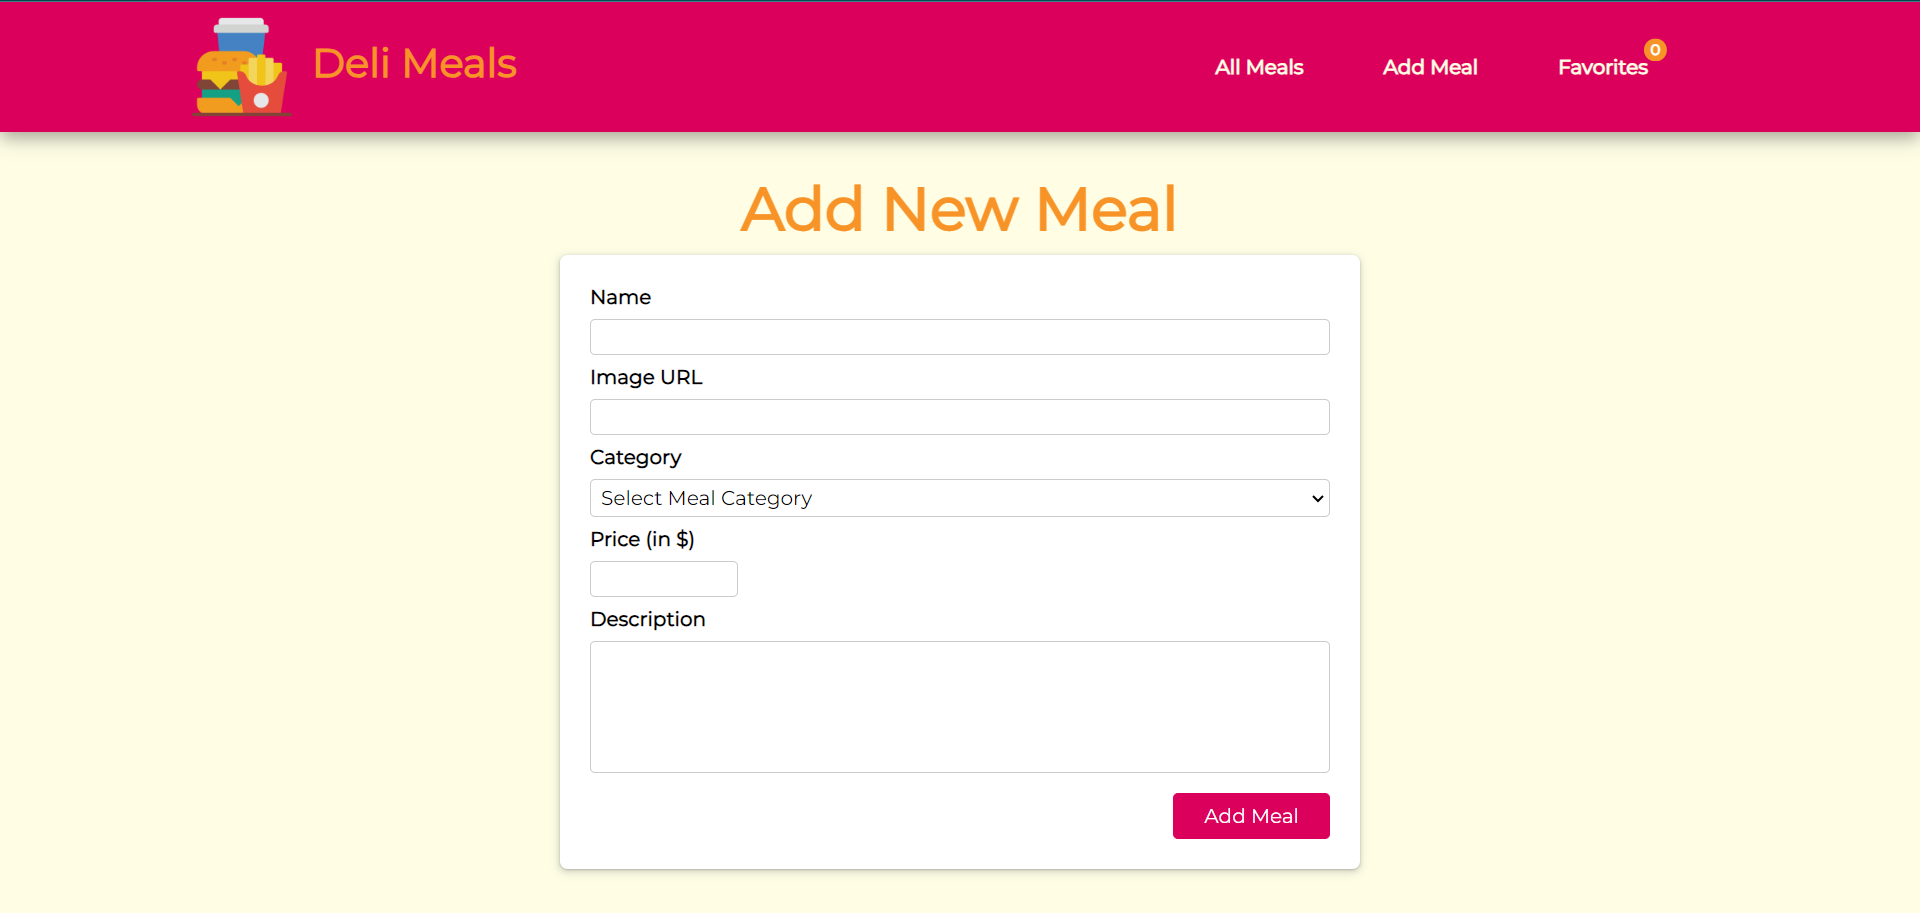 Deli Meals
All Meals
Add Meal
Favorites
0
Add New Meal
Name
Image URL
Category
Select Meal Category
Price (in $)
Description
Add Meal